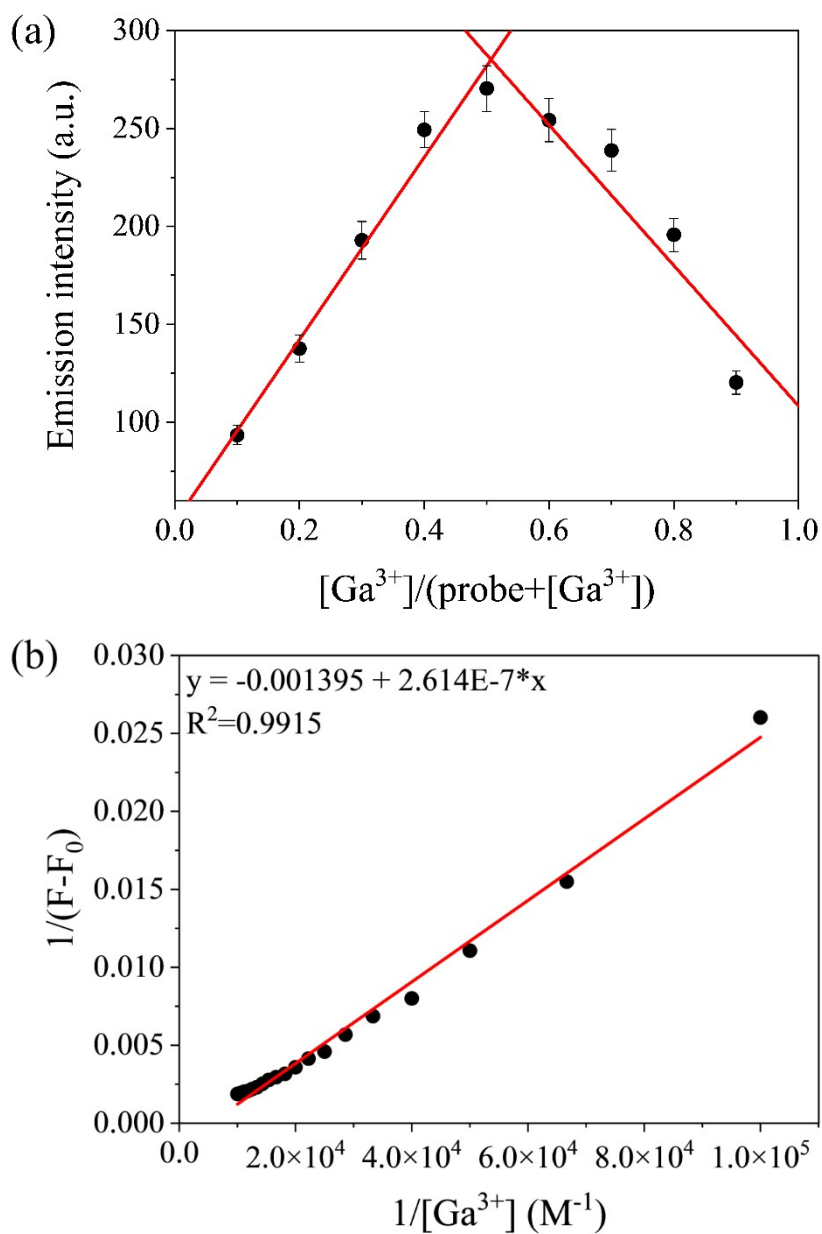 (a)
300
250
200
150
100
Emission intensity (a.u.)
0.0 0.2 0.4 0.6 0.8 1.0
[Ga³⁺]/(probe+[Ga³⁺])
(b)
y = -0.001395 + 2.614E-7*x
R²=0.9915
0.030
0.025
0.020
0.015
0.010
0.005
0.000
1/(F-F₀)
0.0 2.0×10⁴ 4.0×10⁴ 6.0×10⁴ 8.0×10⁴ 1.0×10⁵
1/[Ga³⁺] (M⁻¹)